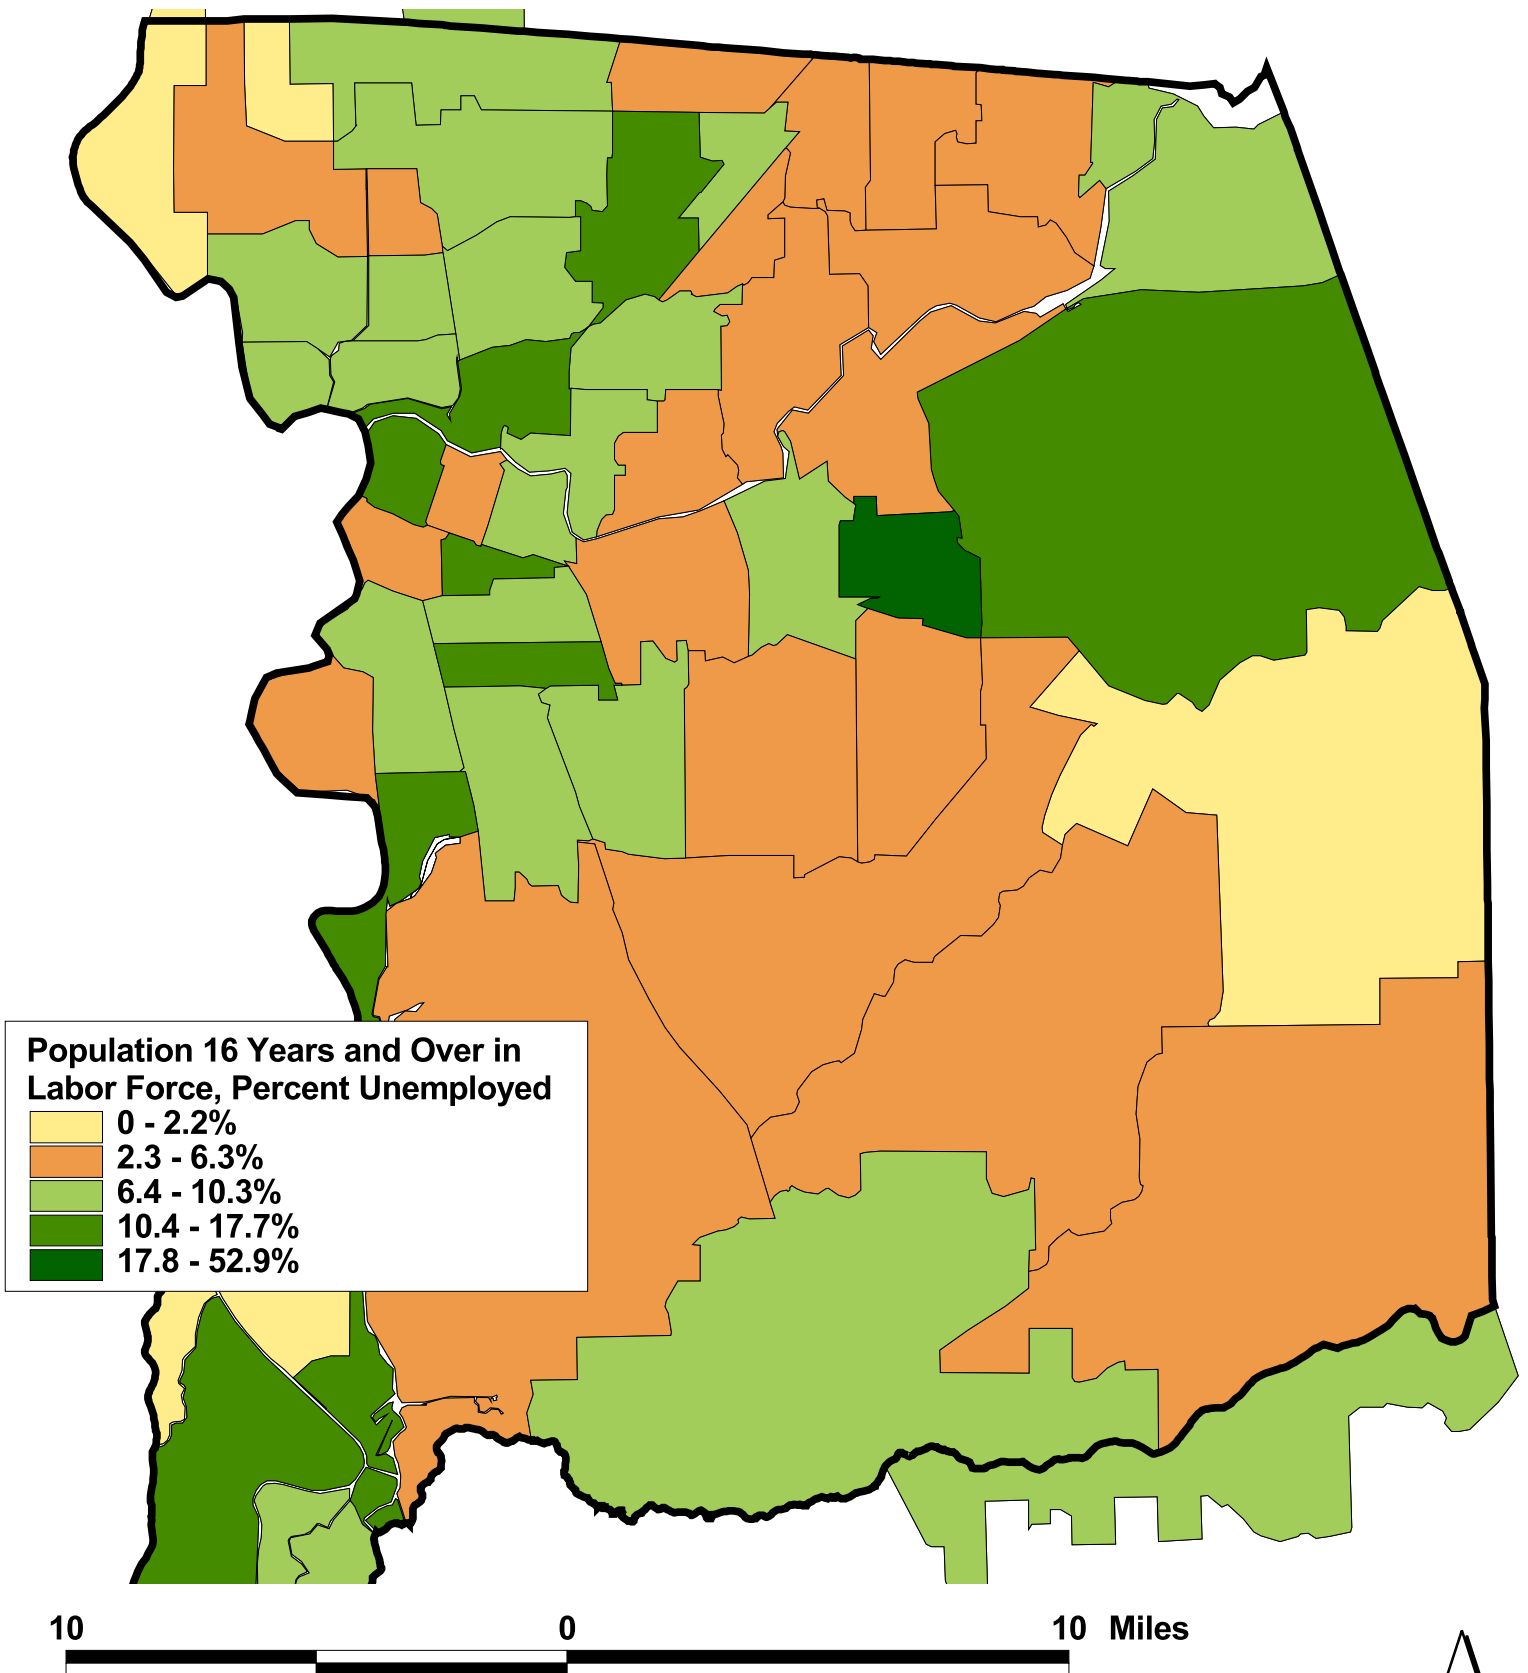 Population 16 Years and Over in
Labor Force, Percent Unemployed
0 - 2.2%
2.3 - 6.3%
6.4 - 10.3%
10.4 - 17.7%
17.8 - 52.9%
10 0 10 Miles